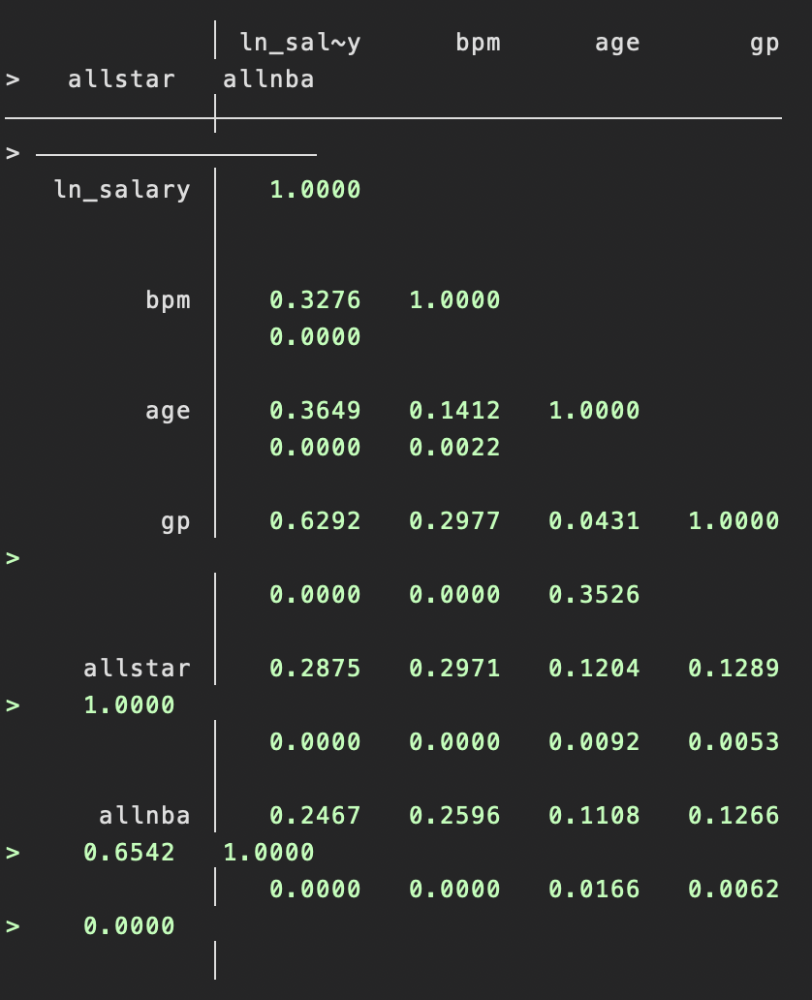 ln_sal~y bpm age gp
> allstar allnba
>
ln_salary 1.0000
bpm 0.3276 1.0000
0.0000
age 0.3649 0.1412 1.0000
0.0000 0.0022
gp 0.6292 0.2977 0.0431 1.0000
>
0.0000 0.0000 0.3526
allstar 0.2875 0.2971 0.1204 0.1289
> 1.0000
0.0000 0.0000 0.0092 0.0053
allnba 0.2467 0.2596 0.1108 0.1266
> 0.6542 1.0000
0.0000 0.0000 0.0166 0.0062
> 0.0000